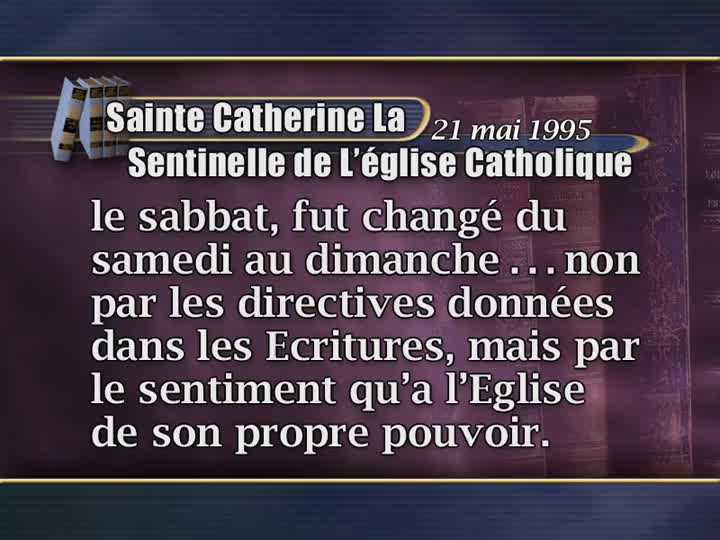 Sainte Catherine La
21 mai 1995
Sentinelle de L'église Catholique
le sabbat, fut changé du
samedi au dimanche ... non
par les directives données
dans les Ecritures, mais par
le sentiment qu'a l'Eglise
de son propre pouvoir.